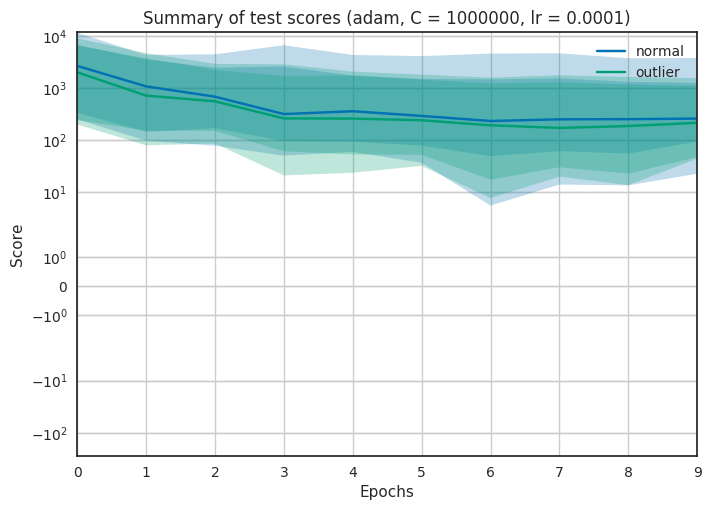 Summary of test scores (adam, C = 1000000, lr = 0.0001)
normal
outlier
Score
10⁴
10³
10²
10¹
10⁰
0
−10⁰
−10¹
−10²
0 1 2 3 4 5 6 7 8 9
Epochs